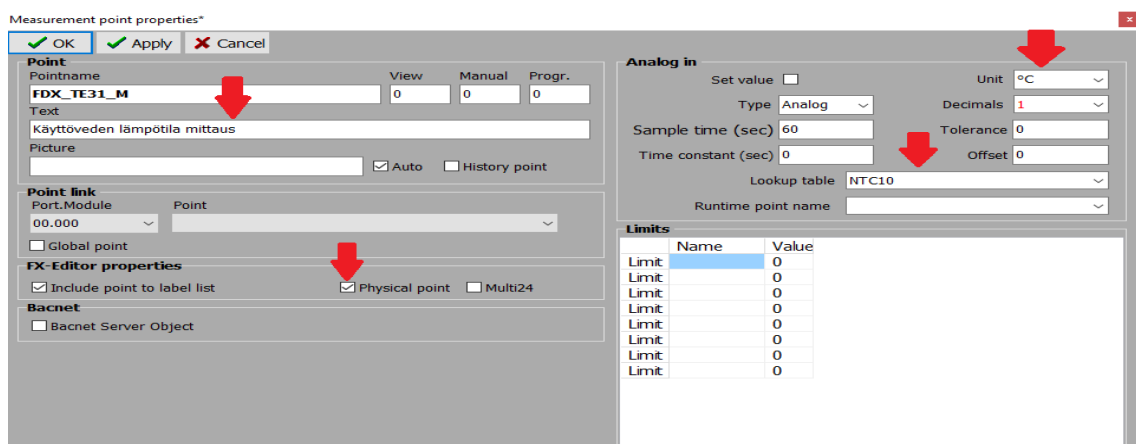 Measurement point properties*
OK Apply Cancel
Point
Pointname View Manual Progr.
FDX_TE31_M 0 0 0
Text
Käyttöveden lämpötila mittaus
Picture
Auto History point
Point link
Port.Module Point
00.000
Global point
FX-Editor properties
Include point to label list Physical point Multi24
Bacnet
Bacnet Server Object
Analog in
Set value Unit °C
Type Analog Decimals 1
Sample time (sec) 60 Tolerance 0
Time constant (sec) 0 Offset 0
Lookup table NTC10
Runtime point name
Limits
Name Value
Limit 0
Limit 0
Limit 0
Limit 0
Limit 0
Limit 0
Limit 0
Limit 0